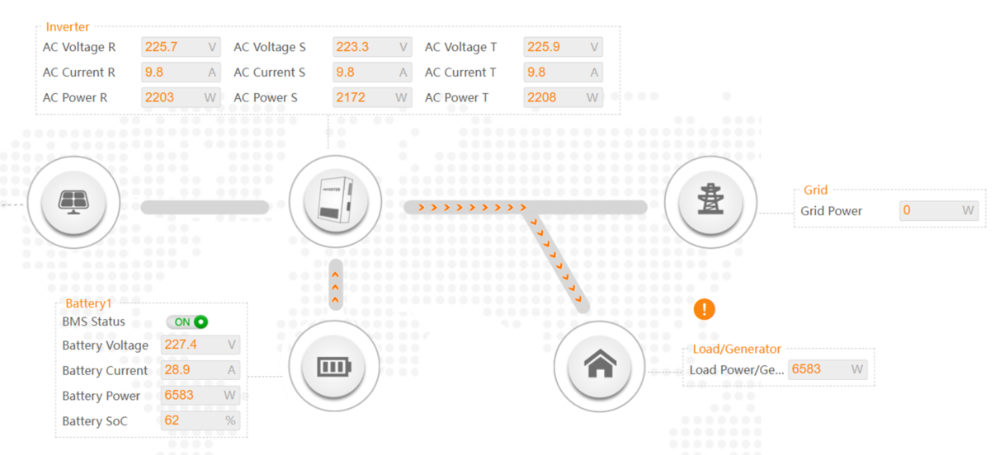 Inverter
AC Voltage R 225.7 V AC Voltage S 223.3 V AC Voltage T 225.9 V
AC Current R 9.8 A AC Current S 9.8 A AC Current T 9.8 A
AC Power R 2203 W AC Power S 2172 W AC Power T 2208 W
INVERTER
Grid
Grid Power 0 W
Battery1
BMS Status ON
!
Battery Voltage 227.4 V
Load/Generator
Battery Current 28.9 A
Load Power/Ge... 6583 W
Battery Power 6583 W
Battery SoC 62 %